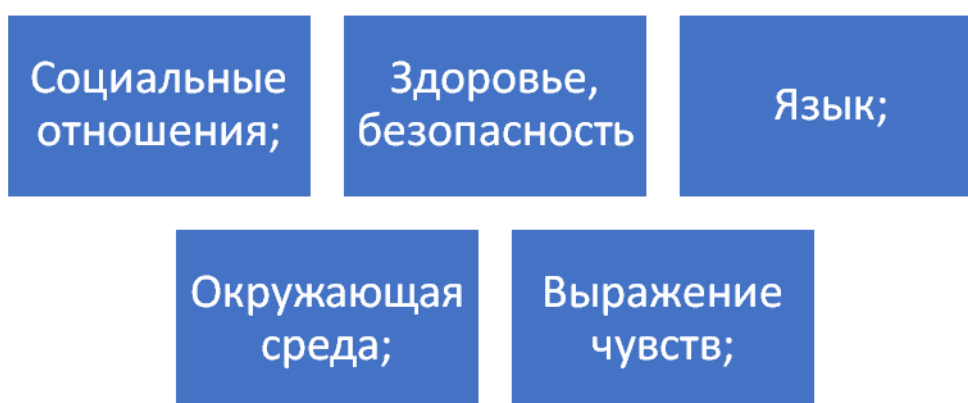 Социальные
отношения;
Здоровье,
безопасность
Язык;
Окружающая
среда;
Выражение
чувств;